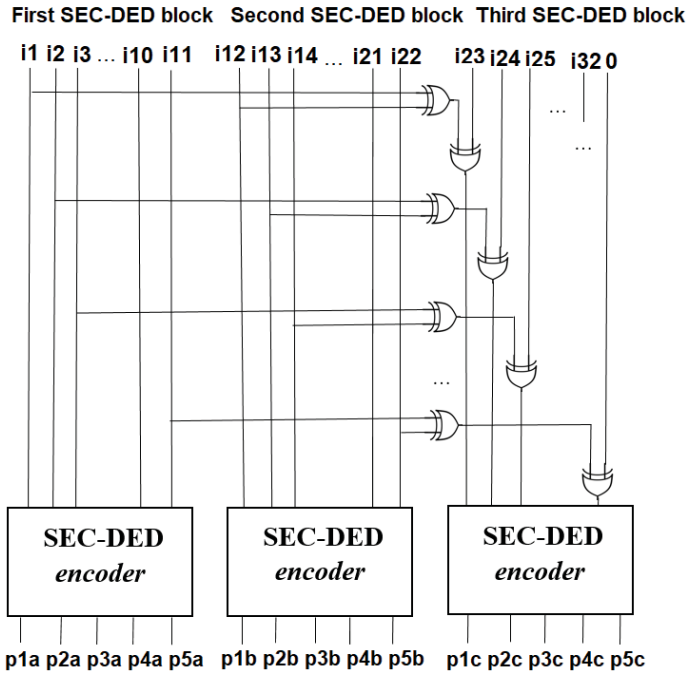 First SEC-DED block Second SEC-DED block Third SEC-DED block
i1 i2 i3 ... i10 i11 i12 i13 i14 ... i21 i22 i23 i24 i25 i32 0
...
...
...
SEC-DED encoder
SEC-DED encoder
SEC-DED encoder
p1a p2a p3a p4a p5a p1b p2b p3b p4b p5b p1c p2c p3c p4c p5c